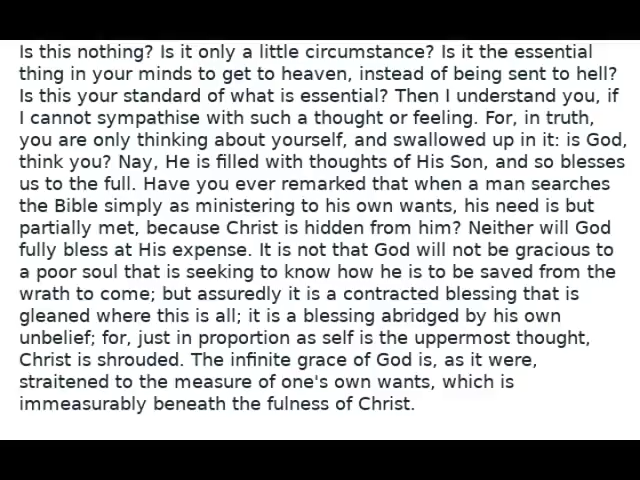 Is this nothing? Is it only a little circumstance? Is it the essential
thing in your minds to get to heaven, instead of being sent to hell?
Is this your standard of what is essential? Then I understand you, if
I cannot sympathise with such a thought or feeling. For, in truth,
you are only thinking about yourself, and swallowed up in it: is God,
think you? Nay, He is filled with thoughts of His Son, and so blesses
us to the full. Have you ever remarked that when a man searches
the Bible simply as ministering to his own wants, his need is but
partially met, because Christ is hidden from him? Neither will God
fully bless at His expense. It is not that God will not be gracious to
a poor soul that is seeking to know how he is to be saved from the
wrath to come; but assuredly it is a contracted blessing that is
gleaned where this is all; it is a blessing abridged by his own
unbelief; for, just in proportion as self is the uppermost thought,
Christ is shrouded. The infinite grace of God is, as it were,
straitened to the measure of one's own wants, which is
immeasurably beneath the fulness of Christ.